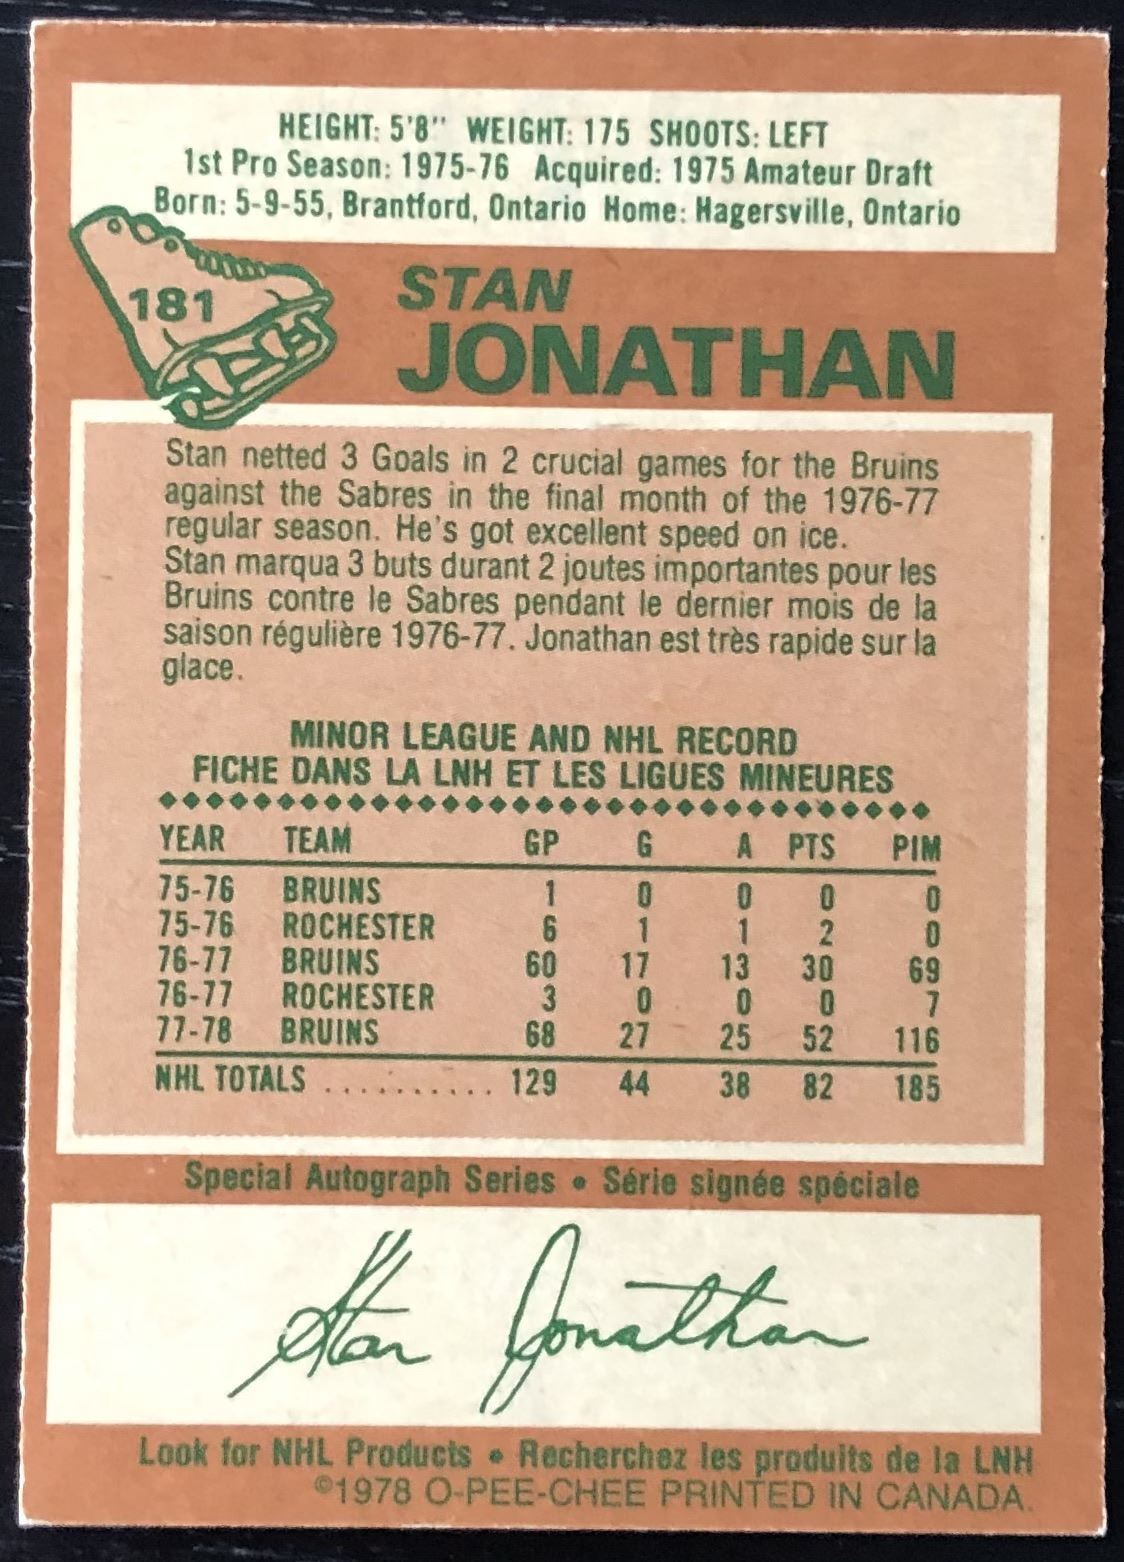 HEIGHT: 5'8" WEIGHT: 175 SHOOTS: LEFT
1st Pro Season: 1975-76 Acquired: 1975 Amateur Draft
Born: 5-9-55, Brantford, Ontario Home: Hagersville, Ontario
181
STAN
JONATHAN
Stan netted 3 Goals in 2 crucial games for the Bruins
against the Sabres in the final month of the 1976-77
regular season. He's got excellent speed on ice.
Stan marqua 3 buts durant 2 joutes importantes pour les
Bruins contre le Sabres pendant le dernier mois de la
saison régulière 1976-77. Jonathan est très rapide sur la
glace.
MINOR LEAGUE AND NHL RECORD
FICHE DANS LA LNH ET LES LIGUES MINEURES
YEAR TEAM GP G A PTS PIM
75-76 BRUINS 1 0 0 0 0
75-76 ROCHESTER 6 1 1 2 0
76-77 BRUINS 60 17 13 30 69
76-77 ROCHESTER 3 0 0 0 7
77-78 BRUINS 68 27 25 52 116
NHL TOTALS .......... 129 44 38 82 185
Special Autograph Series • Série signée spéciale
Stan Jonathan
Look for NHL Products • Recherchez les produits de la LNH
©1978 O-PEE-CHEE PRINTED IN CANADA.